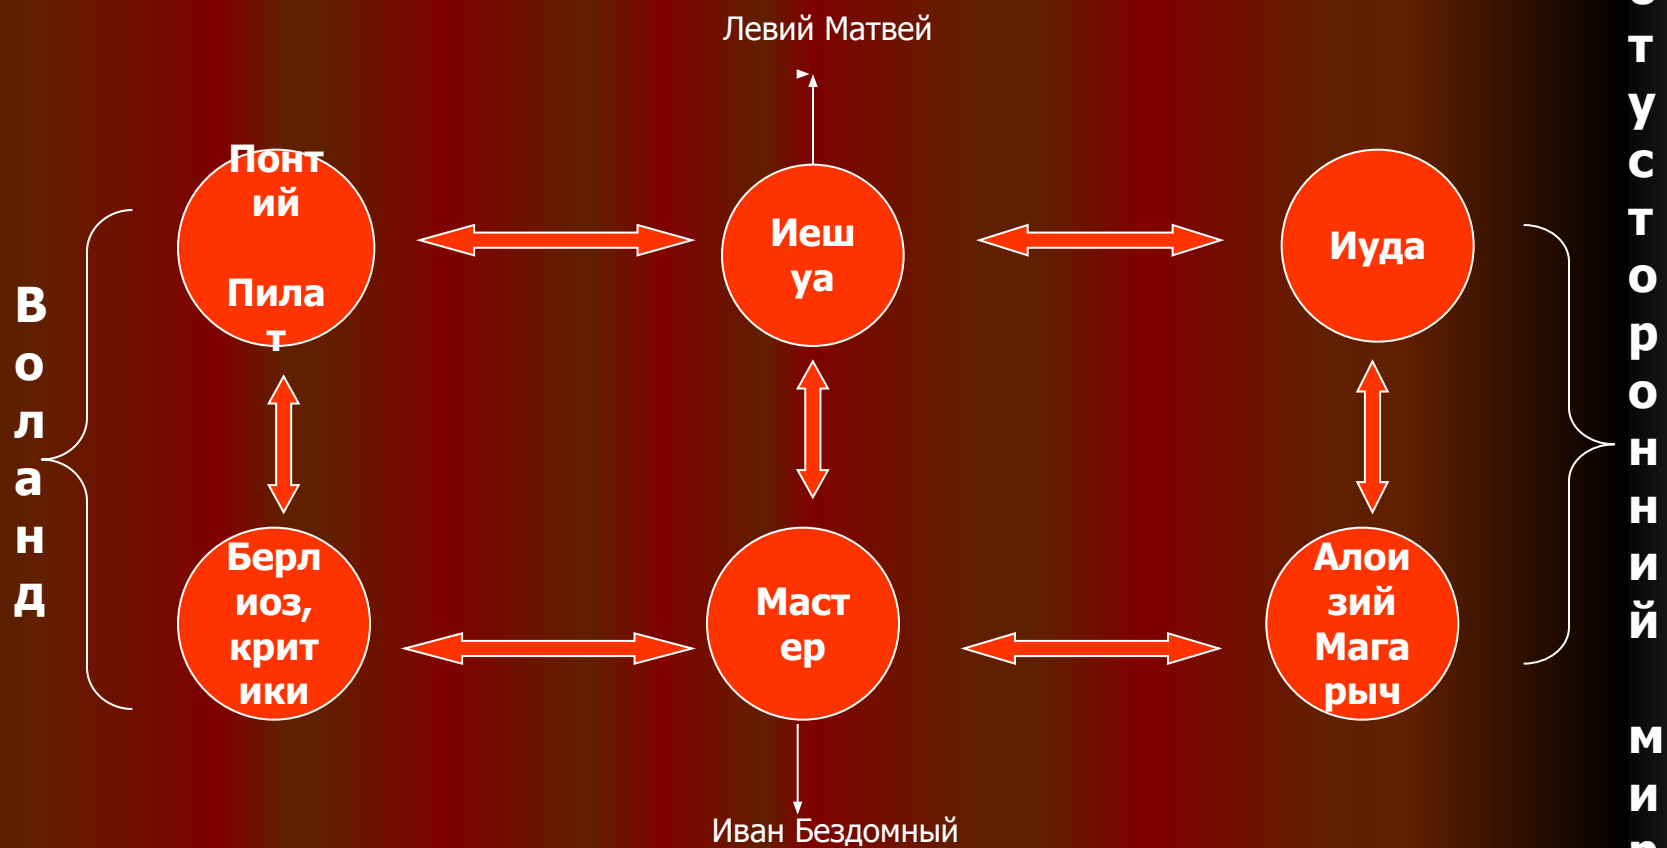 Левий Матвей
Понт
ий
Пила
т
Иеш
уа
Иуда
В
о
л
а
н
д
Берл
иоз,
крит
ики
Маст
ер
Алои
зий
Мага
рыч
Иван Бездомный
т
у
с
т
о
р
о
н
н
и
й
м
и